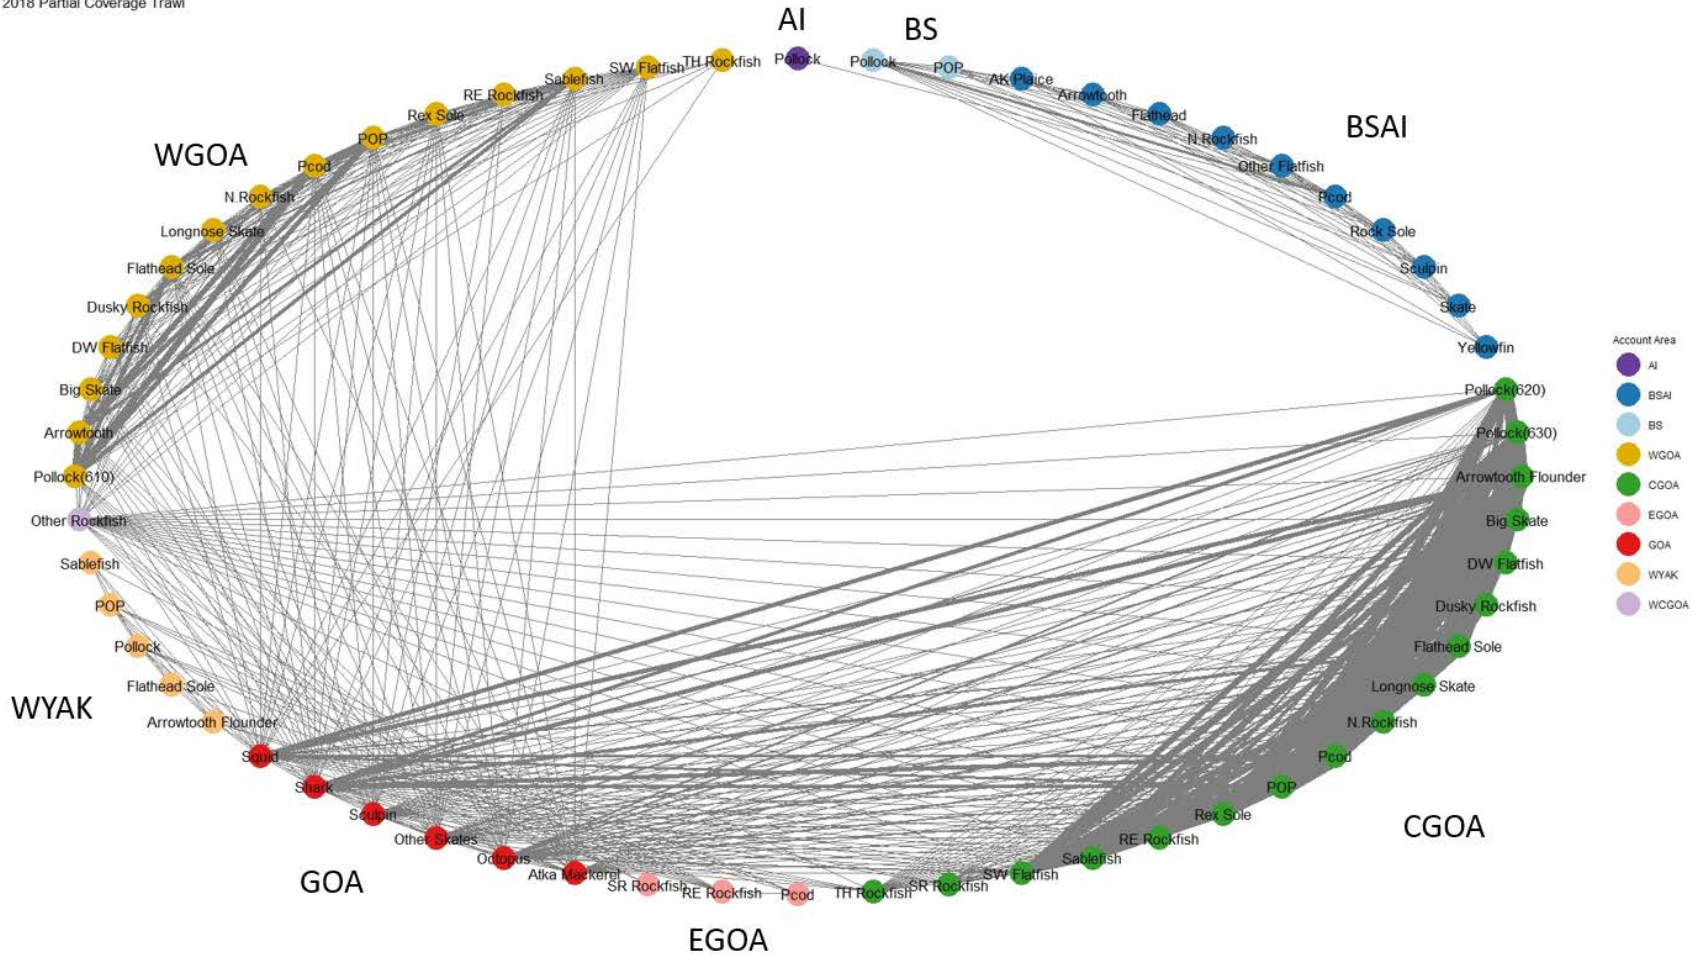 2018 Partial Coverage Trawl
AI
BS
Pollock
Pollock
POP
AK Plaice
Arrowtooth
Flathead
N.Rockfish
Other Flatfish
Pcod
Rock Sole
Sculpin
Skate
Yellowfin
BSAI
TH Rockfish
SW Flatfish
Sablefish
RE Rockfish
Rex Sole
POP
Pcod
N.Rockfish
Longnose Skate
Flathead Sole
Dusky Rockfish
DW Flatfish
Big Skate
Arrowtooth
Pollock(610)
WGOA
Other Rockfish
Sablefish
POP
Pollock
Flathead Sole
Arrowtooth Flounder
WYAK
Squid
Shark
Sculpin
Other Skates
Octopus
Atka Mackerel
GOA
SR Rockfish
RE Rockfish
Pcod
EGOA
Pollock(620)
Pollock(630)
Arrowtooth Flounder
Big Skate
DW Flatfish
Dusky Rockfish
Flathead Sole
Longnose Skate
N.Rockfish
Pcod
POP
Rex Sole
RE Rockfish
Sablefish
SW Flatfish
SR Rockfish
TH Rockfish
CGOA
Account Area
AI
BSAI
BS
WGOA
CGOA
EGOA
GOA
WYAK
WCGOA